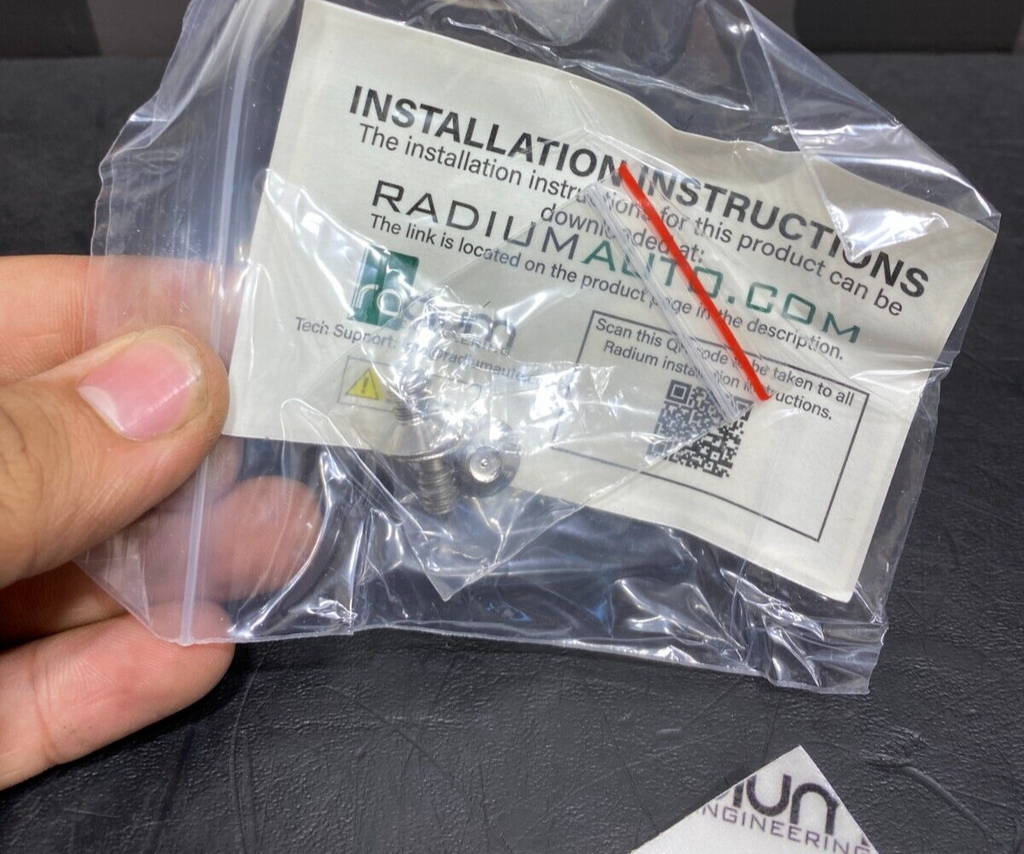 INSTALLATION INSTRUCTIONS
The installation instructions for this product can be
downloaded at:
RADIUMAUTO.COM
The link is located on the product page in the description.
radium
Tech Support:
Scan this QR code to be taken to all
Radium installation instructions.
ENGINEERING